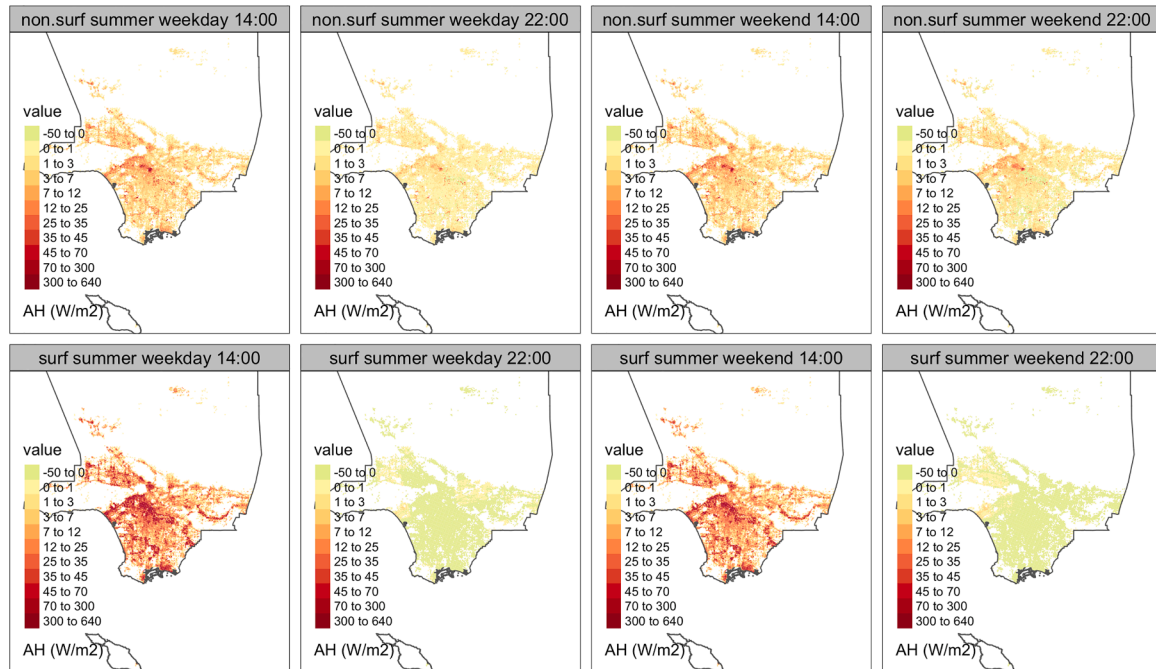 non.surf summer weekday 14:00
value
-50 to 0
0 to 1
1 to 3
3 to 7
7 to 12
12 to 25
25 to 35
35 to 45
45 to 70
70 to 300
300 to 640
AH (W/m2)
non.surf summer weekday 22:00
value
-50 to 0
0 to 1
1 to 3
3 to 7
7 to 12
12 to 25
25 to 35
35 to 45
45 to 70
70 to 300
300 to 640
AH (W/m2)
non.surf summer weekend 14:00
value
-50 to 0
0 to 1
1 to 3
3 to 7
7 to 12
12 to 25
25 to 35
35 to 45
45 to 70
70 to 300
300 to 640
AH (W/m2)
non.surf summer weekend 22:00
value
-50 to 0
0 to 1
1 to 3
3 to 7
7 to 12
12 to 25
25 to 35
35 to 45
45 to 70
70 to 300
300 to 640
AH (W/m2)
surf summer weekday 14:00
value
-50 to 0
0 to 1
1 to 3
3 to 7
7 to 12
12 to 25
25 to 35
35 to 45
45 to 70
70 to 300
300 to 640
AH (W/m2)
surf summer weekday 22:00
value
-50 to 0
0 to 1
1 to 3
3 to 7
7 to 12
12 to 25
25 to 35
35 to 45
45 to 70
70 to 300
300 to 640
AH (W/m2)
surf summer weekend 14:00
value
-50 to 0
0 to 1
1 to 3
3 to 7
7 to 12
12 to 25
25 to 35
35 to 45
45 to 70
70 to 300
300 to 640
AH (W/m2)
surf summer weekend 22:00
value
-50 to 0
0 to 1
1 to 3
3 to 7
7 to 12
12 to 25
25 to 35
35 to 45
45 to 70
70 to 300
300 to 640
AH (W/m2)